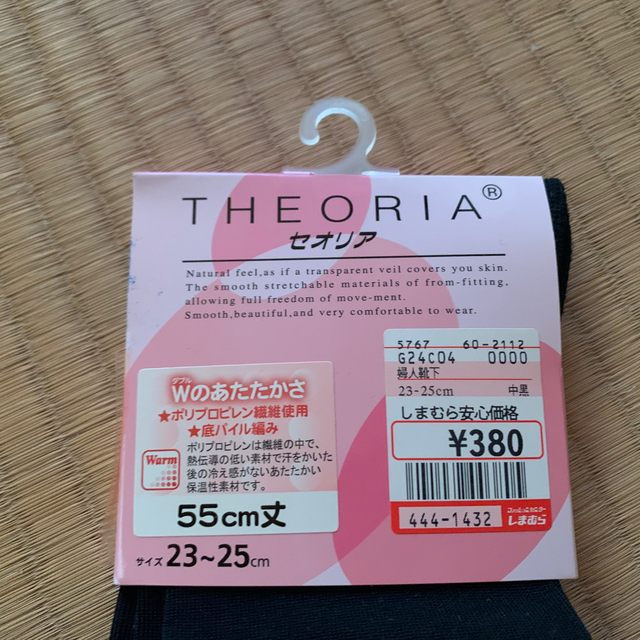 THEORIA®
セオリア
Natural feel,as if a transparent veil covers you skin.
The smooth stretchable materials of from-fitting,
allowing full freedom of move-ment.
Smooth,beautiful,and very comfortable to wear.
ダブル
Wのあたたかさ
★ポリプロピレン繊維使用
★底パイル編み
Warm
ポリプロピレンは繊維の中で、
熱伝導の低い素材で汗をかいた
後の冷え感がないあたたかい
保温性素材です。
55cm丈
サイズ 23~25cm
5767 60-2112
G24C04 0000
婦人靴下
23-25cm 中黒
しまむら安心価格
¥380
444-1432
しまむら